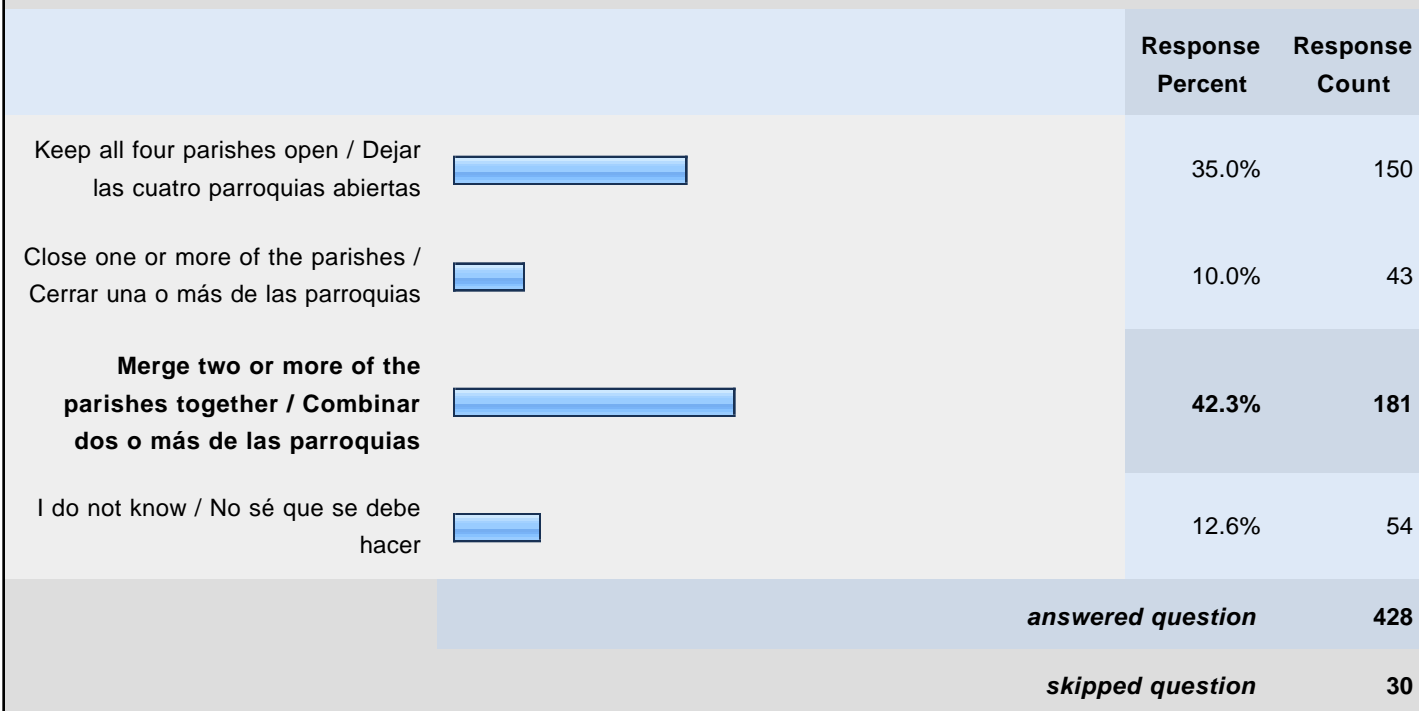 Response
Percent
Response
Count
Keep all four parishes open / Dejar
las cuatro parroquias abiertas
35.0%
150
Close one or more of the parishes /
Cerrar una o más de las parroquias
10.0%
43
Merge two or more of the
parishes together / Combinar
dos o más de las parroquias
42.3%
181
I do not know / No sé que se debe
hacer
12.6%
54
answered question
428
skipped question
30